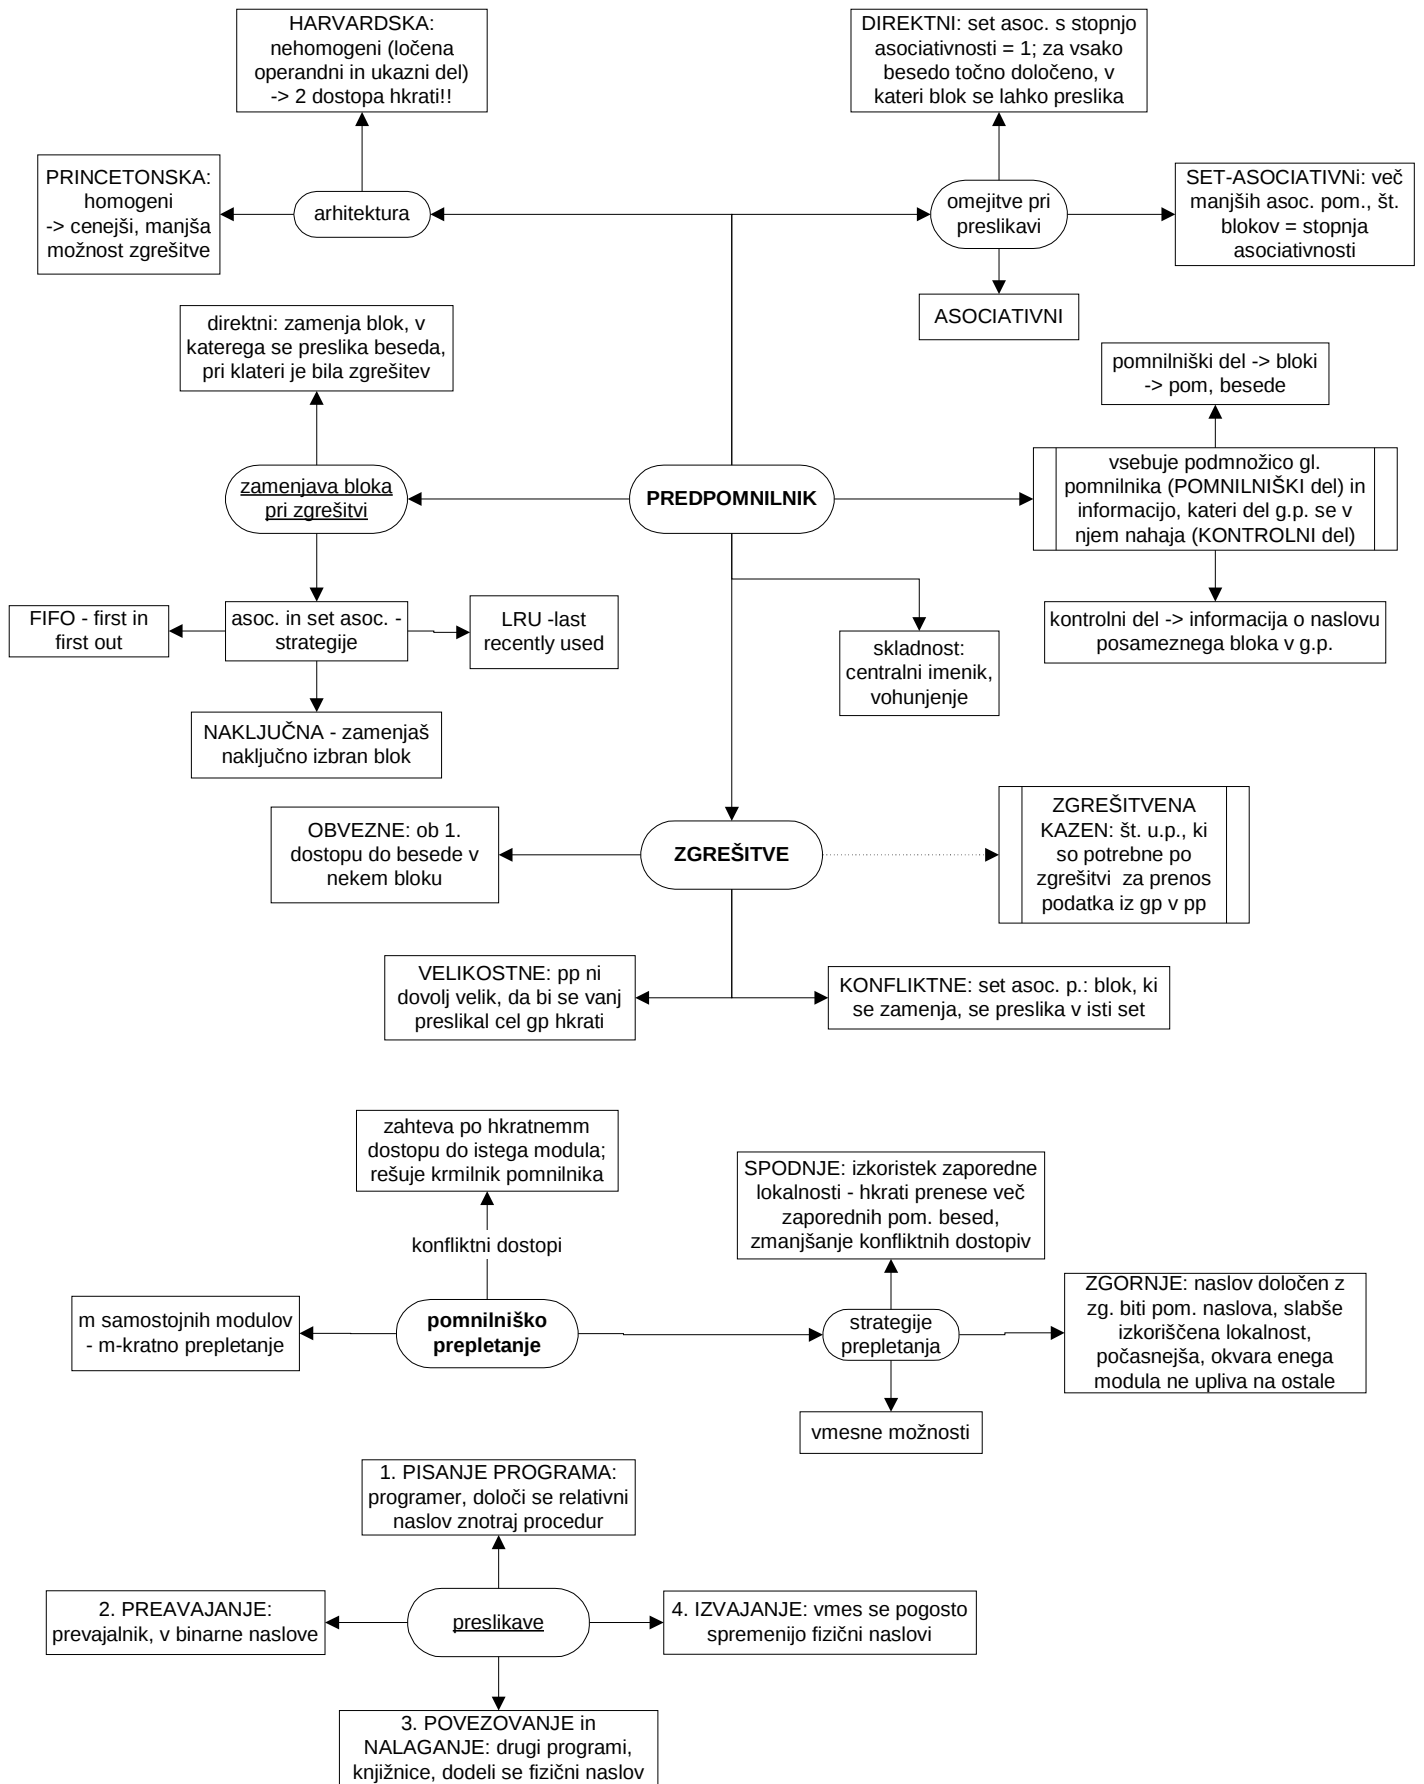 HARVARDSKA:
nehomogeni (ločena
operandni in ukazni del)
-> 2 dostopa hkrati!!
DIREKTNI: set asoc. s stopnjo
asociativnosti = 1; za vsako
besedo točno določeno, v
kateri blok se lahko preslika
PRINCETONSKA:
homogeni
-> cenejši, manjša
možnost zgrešitve
arhitektura
omejitve pri
preslikavi
SET-ASOCIATIVNi: več
manjših asoc. pom., št.
blokov = stopnja
asociativnosti
ASOCIATIVNI
direktni: zamenja blok, v
katerega se preslika beseda,
pri klateri je bila zgrešitev
pomnilniški del -> bloki
-> pom, besede
zamenjava bloka
pri zgrešitvi
PREDPOMNILNIK
vsebuje podmnožico gl.
pomnilnika (POMNILNIŠKI del) in
informacijo, kateri del g.p. se v
njem nahaja (KONTROLNI del)
FIFO - first in
first out
asoc. in set asoc. -
strategije
LRU -last
recently used
kontrolni del -> informacija o naslovu
posameznega bloka v g.p.
skladnost:
centralni imenik,
vohunjenje
NAKLJUČNA - zamenjaš
naključno izbran blok
OBVEZNE: ob 1.
dostopu do besede v
nekem bloku
ZGREŠITVE
ZGREŠITVENA
KAZEN: št. u.p., ki
so potrebne po
zgrešitvi  za prenos
podatka iz gp v pp
VELIKOSTNE: pp ni
dovolj velik, da bi se vanj
preslikal cel gp hkrati
KONFLIKTNE: set asoc. p.: blok, ki
se zamenja, se preslika v isti set
zahteva po hkratnemm
dostopu do istega modula;
rešuje krmilnik pomnilnika
konfliktni dostopi
SPODNJE: izkoristek zaporedne
lokalnosti - hkrati prenese več
zaporednih pom. besed,
zmanjšanje konfliktnih dostopiv
m samostojnih modulov
- m-kratno prepletanje
pomnilniško
prepletanje
strategije
prepletanja
ZGORNJE: naslov določen z
zg. biti pom. naslova, slabše
izkoriščena lokalnost,
počasnejša, okvara enega
modula ne upliva na ostale
vmesne možnosti
1. PISANJE PROGRAMA:
programer, določi se relativni
naslov znotraj procedur
2. PREAVAJANJE:
prevajalnik, v binarne naslove
preslikave
4. IZVAJANJE: vmes se pogosto
spremenijo fizični naslovi
3. POVEZOVANJE in
NALAGANJE: drugi programi,
knjižnice, dodeli se fizični naslov